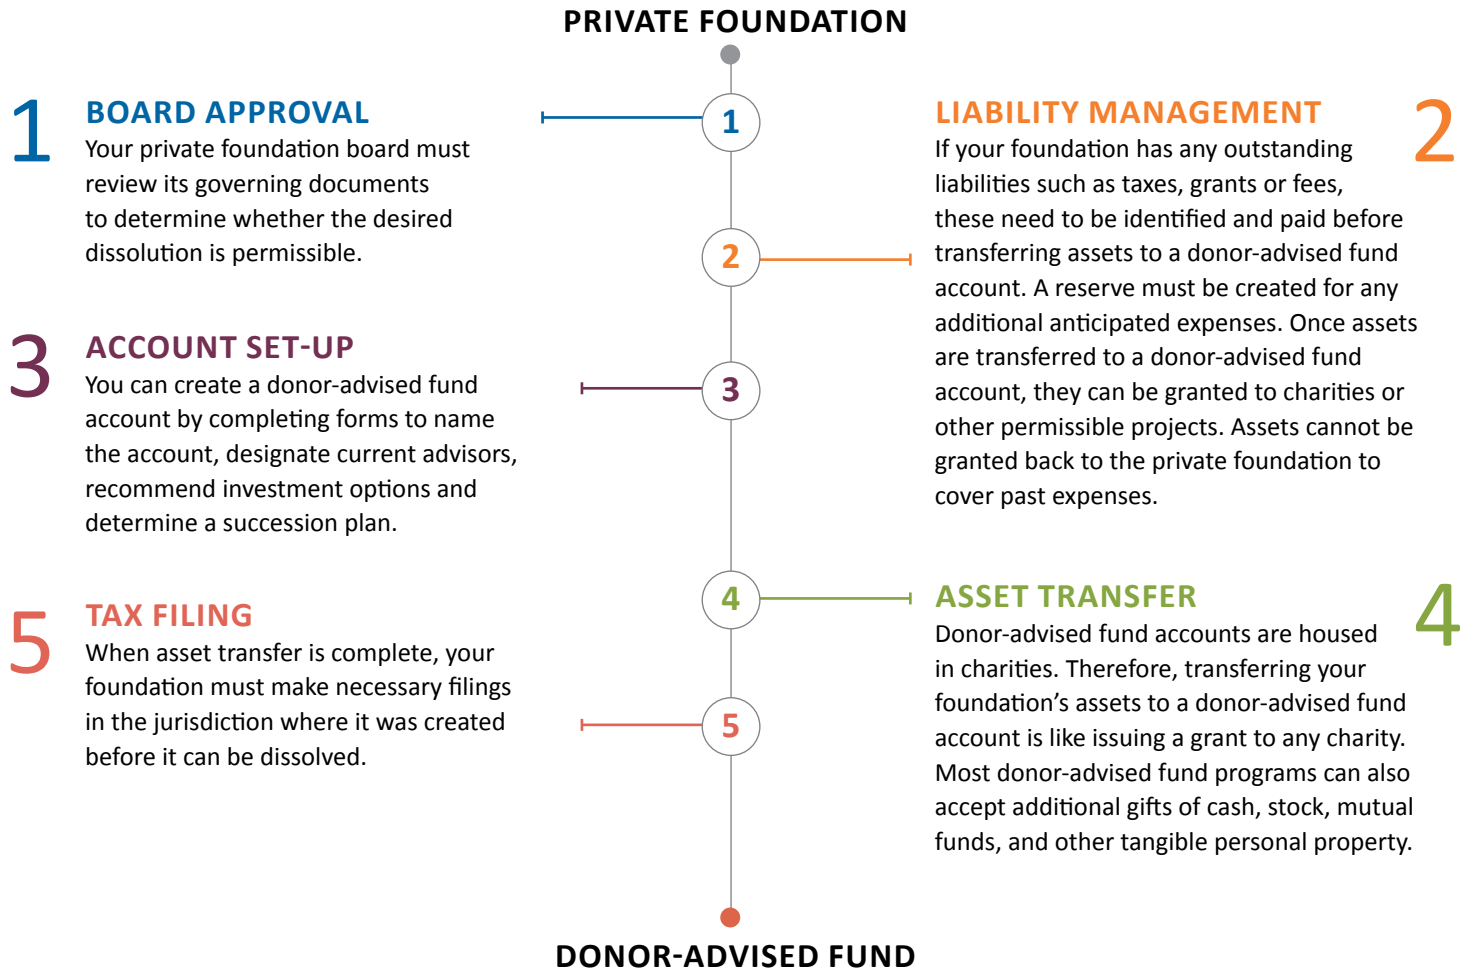 PRIVATE FOUNDATION
1
BOARD APPROVAL
Your private foundation board must
review its governing documents
to determine whether the desired
dissolution is permissible.
1
LIABILITY MANAGEMENT
2
If your foundation has any outstanding
liabilities such as taxes, grants or fees,
these need to be identified and paid before
transferring assets to a donor-advised fund
account. A reserve must be created for any
additional anticipated expenses. Once assets
are transferred to a donor-advised fund
account, they can be granted to charities or
other permissible projects. Assets cannot be
granted back to the private foundation to
cover past expenses.
2
3
ACCOUNT SET-UP
You can create a donor-advised fund
account by completing forms to name
the account, designate current advisors,
recommend investment options and
determine a succession plan.
3
4
ASSET TRANSFER
4
Donor-advised fund accounts are housed
in charities. Therefore, transferring your
foundation's assets to a donor-advised fund
account is like issuing a grant to any charity.
Most donor-advised fund programs can also
accept additional gifts of cash, stock, mutual
funds, and other tangible personal property.
5
TAX FILING
When asset transfer is complete, your
foundation must make necessary filings
in the jurisdiction where it was created
before it can be dissolved.
5
DONOR-ADVISED FUND